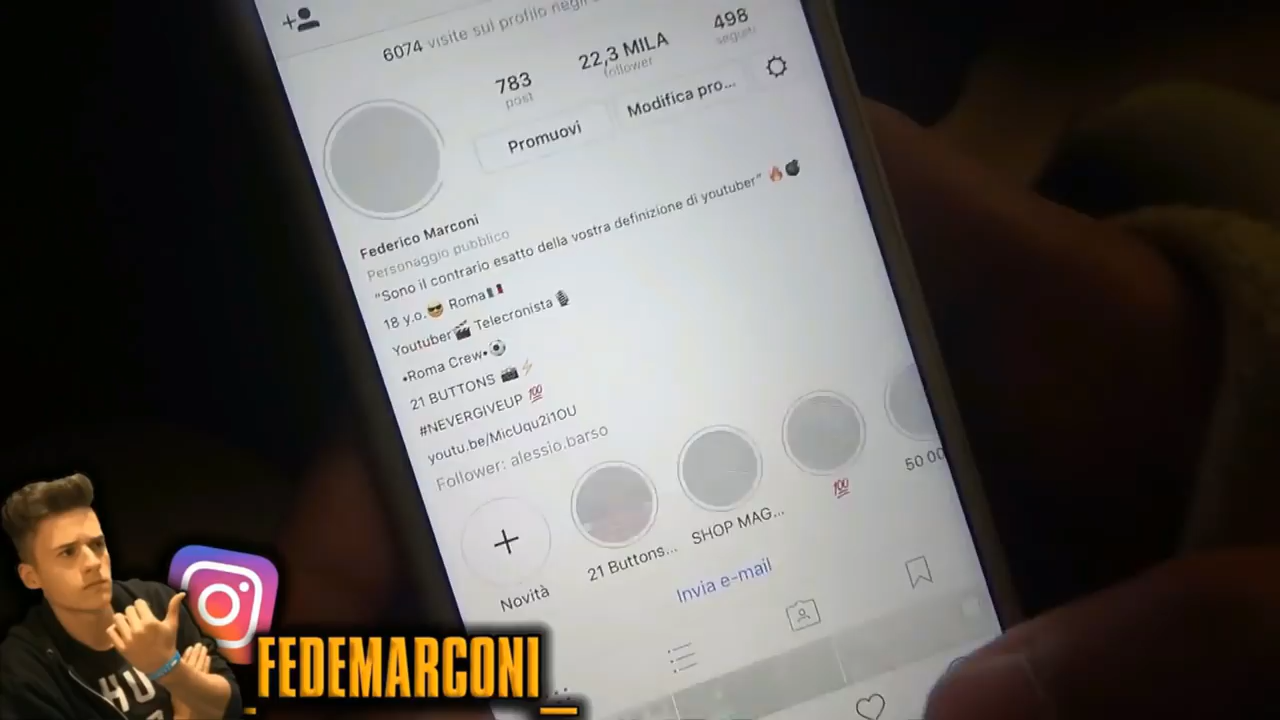 6074 visite sul profilo negli
783
post
22,3 MILA
follower
498
seguiti
Promuovi
Modifica pro...
Federico Marconi
Personaggio pubblico
"Sono il contrario esatto della vostra definizione di youtuber" 🔥💣
18 y.o.😎 Roma🇮🇹
Youtuber🎬 Telecronista🎙
•Roma Crew•⚽
21 BUTTONS 📷⚡
#NEVERGIVEUP 💯
youtu.be/MicUqu2i1OU
Follower: alessio.barso
Novità
21 Buttons...
SHOP MAG...
💯
50 00
Invia e-mail
HU
_FEDEMARCONI_